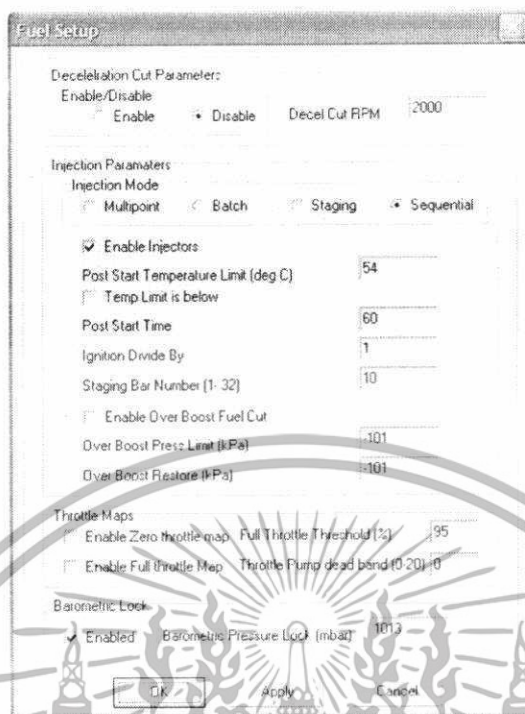 Fuel Setup
Decelelration Cut Parameters
Enable/Disable
Enable Disable Decel Cut RPM 2000
Injection Paramaters
Injection Mode
Multipoint Batch Staging Sequential
Enable Injectors
Post Start Temperature Limit (deg C) 54
Temp Limit is below
Post Start Time 60
Ignition Divide By 1
Staging Bar Number (1- 32) 10
Enable Over Boost Fuel Cut
Over Boost Press Limit (kPa) -101
Over Boost Restore (kPa) -101
Throttle Maps
Enable Zero throttle map Full Throttle Threshold (%) 95
Enable Full throttle Map Throttle Pump dead band (0-20) 0
Barometric Lock
Enabled Barometric Pressure Lock (mbar) 1013
OK Apply Cancel